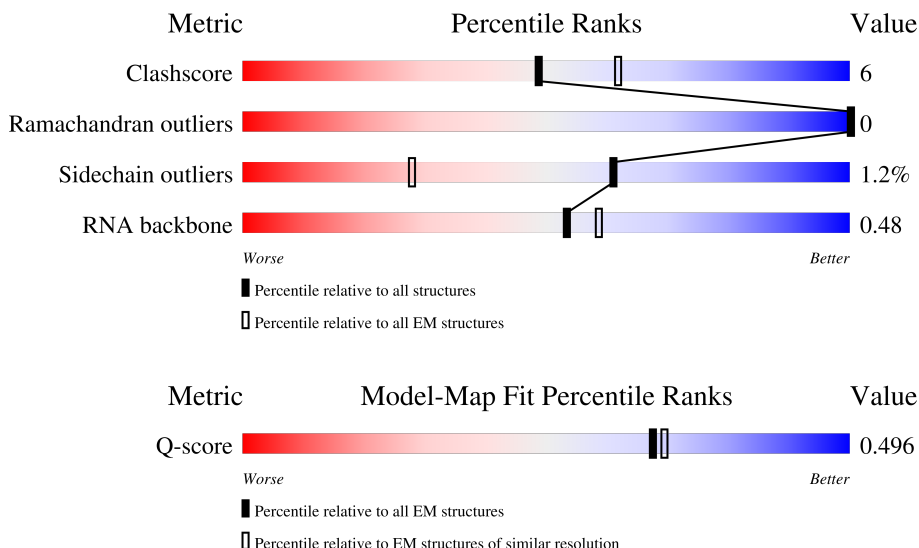 Metric Percentile Ranks Value
Clashscore 6
Ramachandran outliers 0
Sidechain outliers 1.2%
RNA backbone 0.48
Worse Better
Percentile relative to all structures
Percentile relative to all EM structures
Metric Model-Map Fit Percentile Ranks Value
Q-score 0.496
Worse Better
Percentile relative to all EM structures
Percentile relative to EM structures of similar resolution